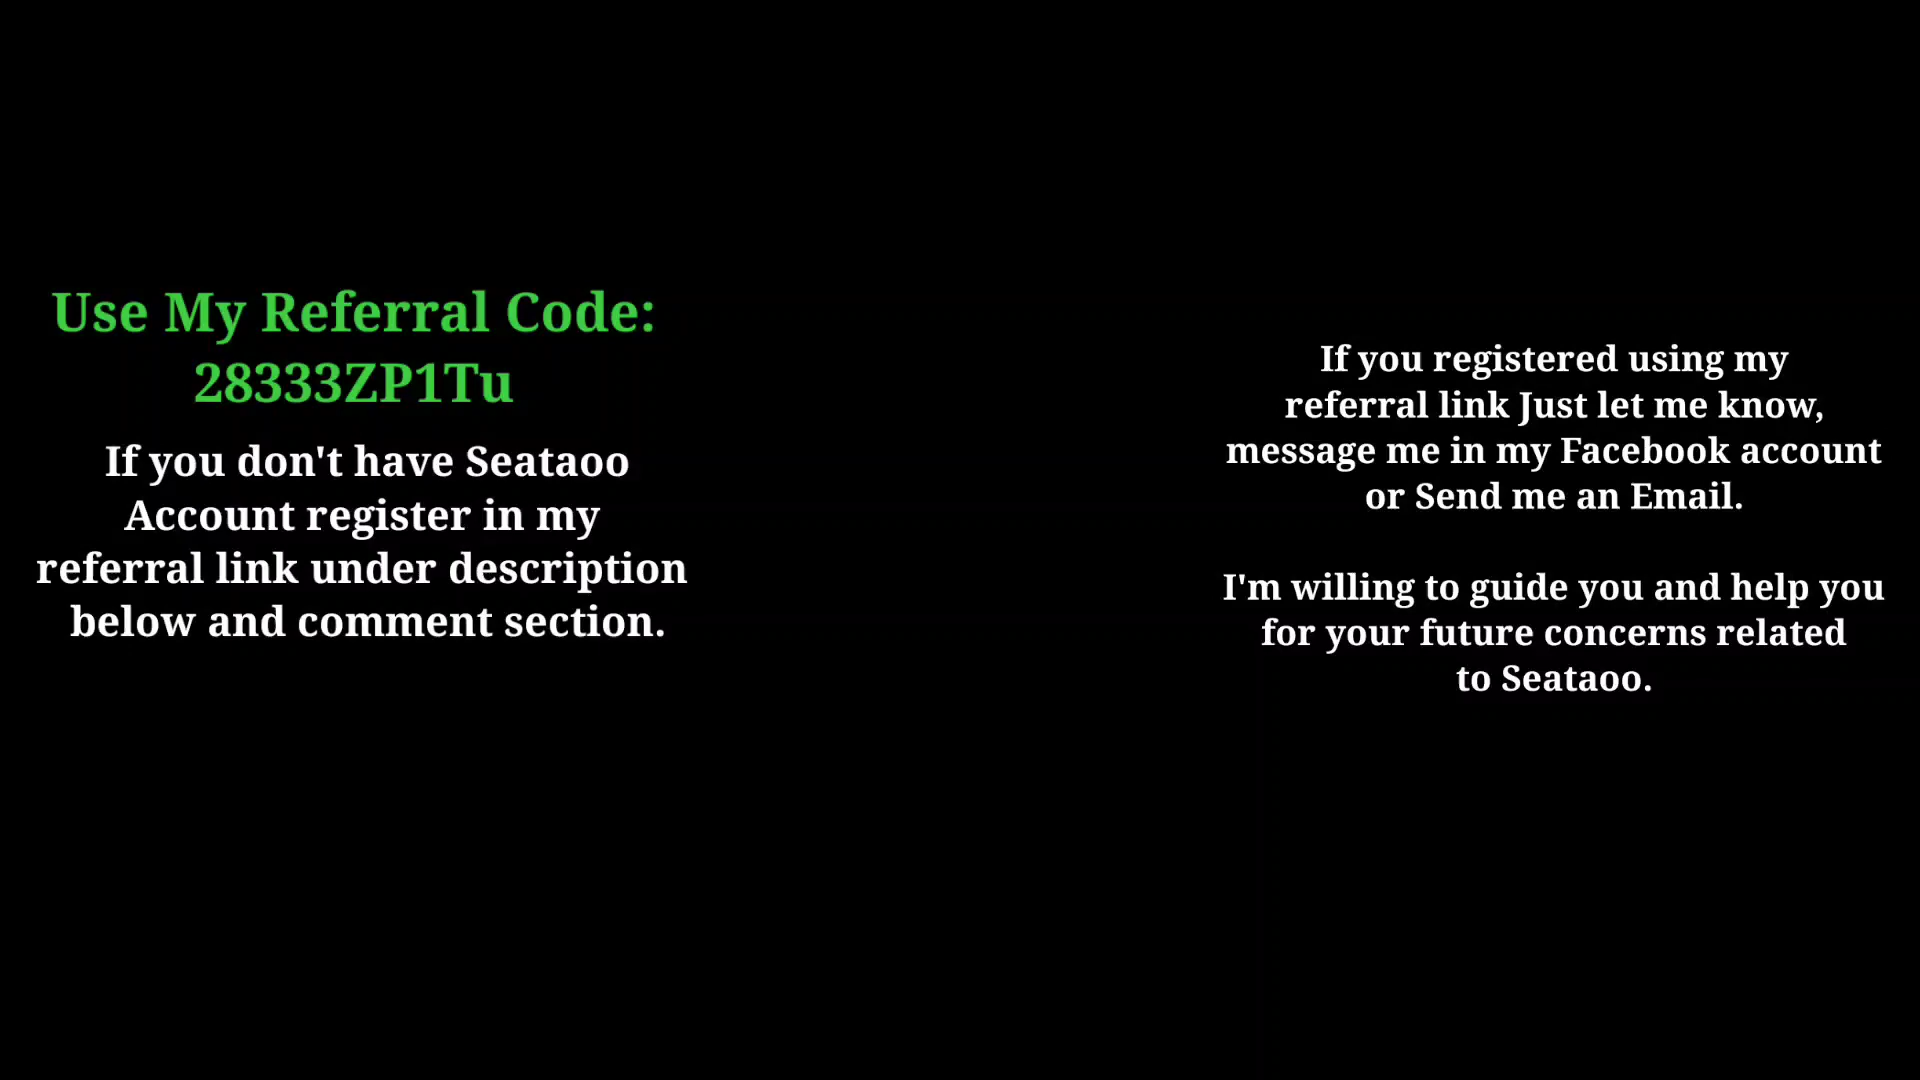 Use My Referral Code:
28333ZP1Tu
If you don't have Seataoo
Account register in my
referral link under description
below and comment section.
If you registered using my
referral link Just let me know,
message me in my Facebook account
or Send me an Email.
I'm willing to guide you and help you
for your future concerns related
to Seataoo.